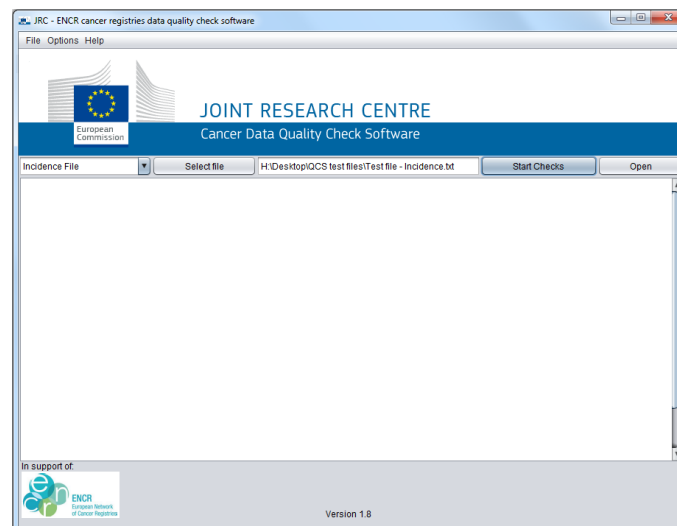 JRC - ENCR cancer registries data quality check software
File Options Help
European
Commission
JOINT RESEARCH CENTRE
Cancer Data Quality Check Software
Incidence File
Select file
H:\Desktop\QCS test files\Test file - Incidence.txt
Start Checks
Open
In support of:
encr
ENCR
European Network
of Cancer Registries
Version 1.8